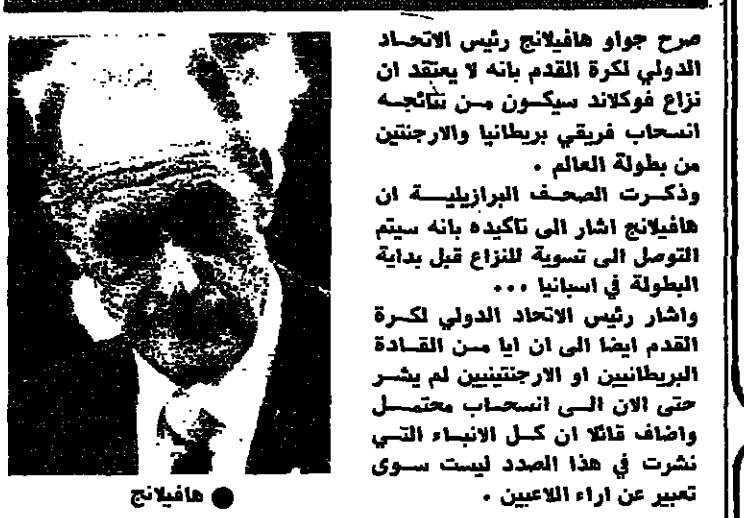 صرح جواو هافيلانج رئيس الاتحاد
الدولي لكرة القدم بانه لا يعتقد ان
نزاع فوكلاند سيكون من نتائجه
انسحاب فريقي بريطانيا والارجنتين
من بطولة العالم .
وذكرت الصحف البرازيلية ان
هافيلانج اشار الى تاكيده بانه سيتم
التوصل الى تسوية للنزاع قبل بداية
البطولة في اسبانيا ...
واشار رئيس الاتحاد الدولي لكرة
القدم ايضا الى ان ايا من القادة
البريطانيين او الارجنتينيين لم يشر
حتى الان الى انسحاب محتمل
واضاف قائلا ان كل الانباء التي
نشرت في هذا الصدد ليست سوى
تعبير عن اراء اللاعبين .
● هافيلانج